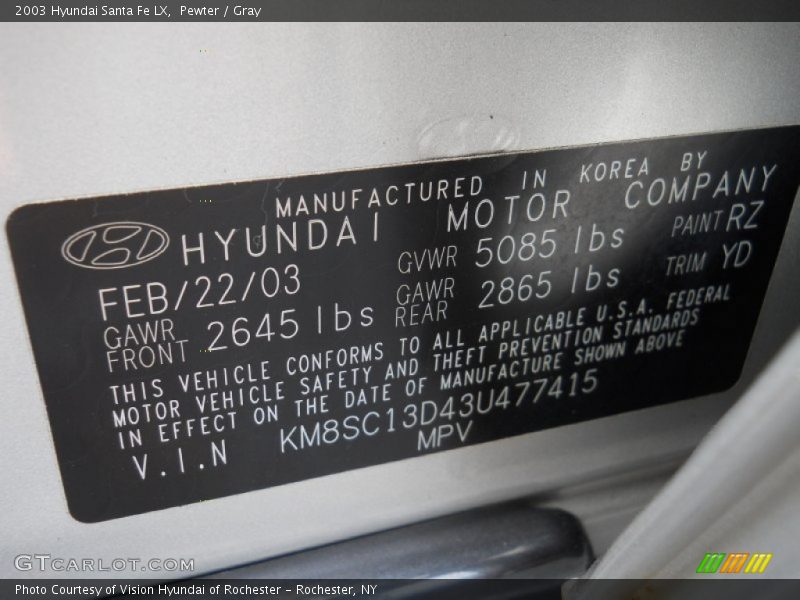 2003 Hyundai Santa Fe LX, Pewter / Gray
MANUFACTURED IN KOREA BY
HYUNDAI MOTOR COMPANY
FEB/22/03 GVWR 5085 lbs PAINT RZ
GAWR FRONT 2645 lbs GAWR REAR 2865 lbs TRIM YD
THIS VEHICLE CONFORMS TO ALL APPLICABLE U.S.A. FEDERAL
MOTOR VEHICLE SAFETY AND THEFT PREVENTION STANDARDS
IN EFFECT ON THE DATE OF MANUFACTURE SHOWN ABOVE
V.I.N KM8SC13D43U477415
MPV
GTcarlot.com
Photo Courtesy of Vision Hyundai of Rochester – Rochester, NY